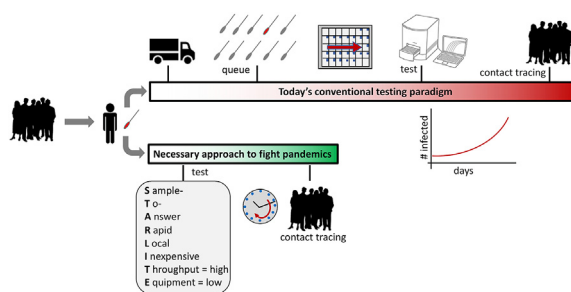 queue
test
contact tracing
Today's conventional testing paradigm
Necessary approach to fight pandemics
# infected
days
test
S ample-
T o-
A nswer
R apid
L ocal
I nexpensive
T hroughput = high
E quipment = low
contact tracing